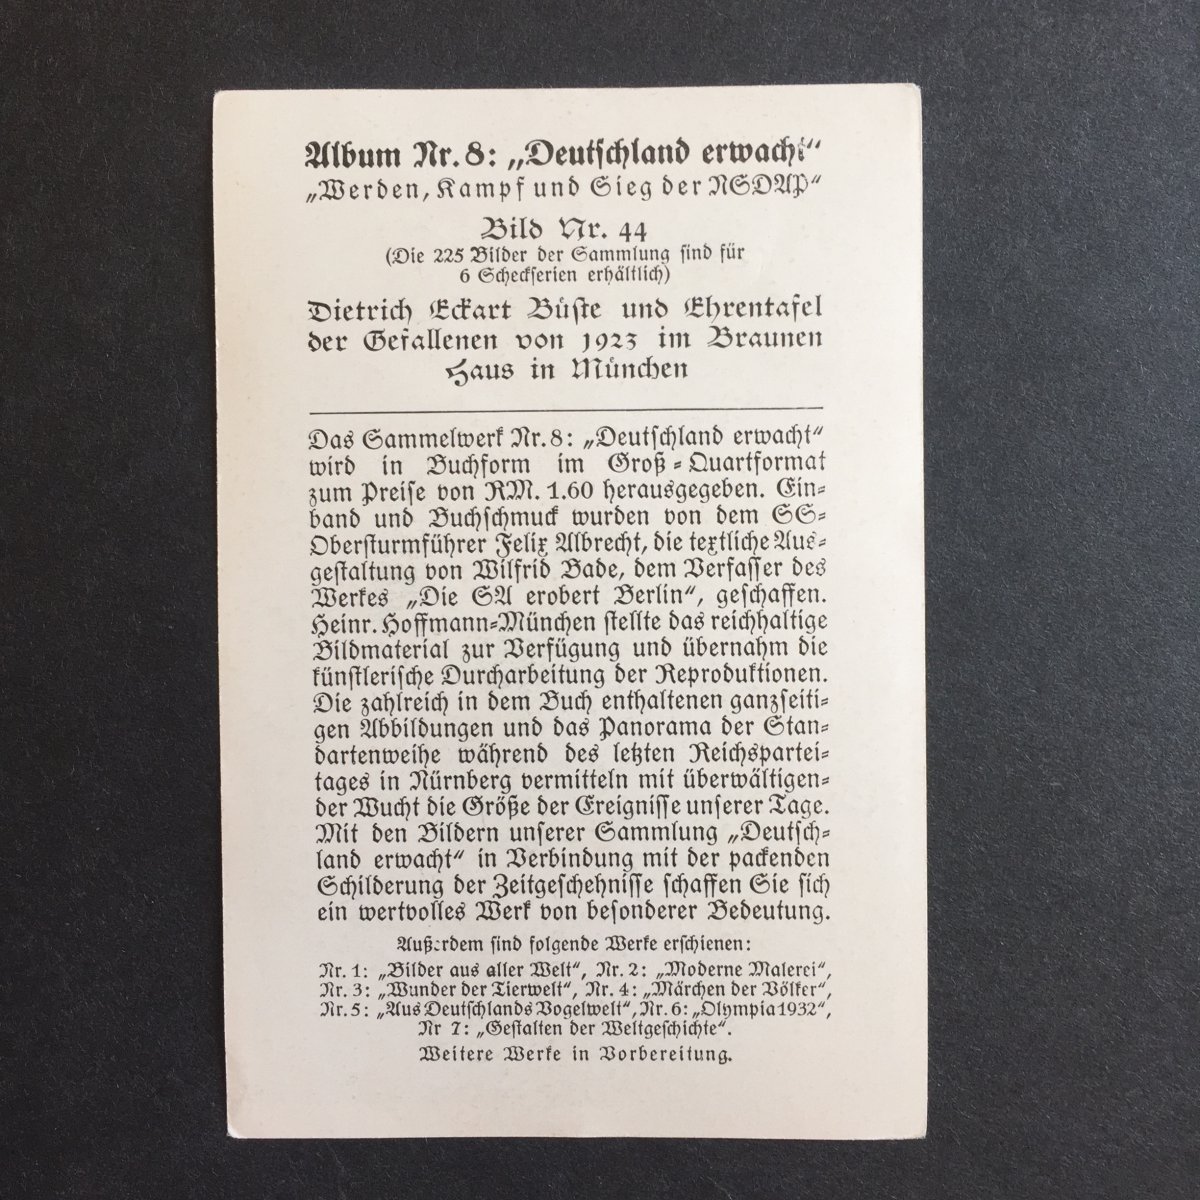 Album Nr. 8: „Deutschland erwacht“
„Werden, Kampf und Sieg der NSDAP“
Bild Nr. 44
(Die 225 Bilder der Sammlung sind für
6 Scheckserien erhältlich)
Dietrich Eckart Büste und Ehrentafel
der Gefallenen von 1923 im Braunen
Haus in München
Das Sammelwerk Nr. 8: „Deutschland erwacht“
wird in Buchform im Groß-Quartformat
zum Preise von RM. 1.60 herausgegeben. Ein-
band und Buchschmuck wurden von dem SS-
Obersturmführer Felix Albrecht, die textliche Aus-
gestaltung von Wilfrid Bade, dem Verfasser des
Werkes „Die SA erobert Berlin“, geschaffen.
Heinr. Hoffmann-München stellte das reichhaltige
Bildmaterial zur Verfügung und übernahm die
künstlerische Durcharbeitung der Reproduktionen.
Die zahlreich in dem Buch enthaltenen ganzseiti-
gen Abbildungen und das Panorama der Stan-
dartenweihe während des letzten Reichspartei-
tages in Nürnberg vermitteln mit überwältigen-
der Wucht die Größe der Ereignisse unserer Tage.
Mit den Bildern unserer Sammlung „Deutsch-
land erwacht“ in Verbindung mit der packenden
Schilderung der Zeitgeschehnisse schaffen Sie sich
ein wertvolles Werk von besonderer Bedeutung.
Außerdem sind folgende Werke erschienen:
Nr. 1: „Bilder aus aller Welt“, Nr. 2: „Moderne Malerei“,
Nr. 3: „Wunder der Tierwelt“, Nr. 4: „Märchen der Völker“,
Nr. 5: „Aus Deutschlands Vogelwelt“, Nr. 6: „Olympia 1932“,
Nr 7: „Gestalten der Weltgeschichte“.
Weitere Werke in Vorbereitung.